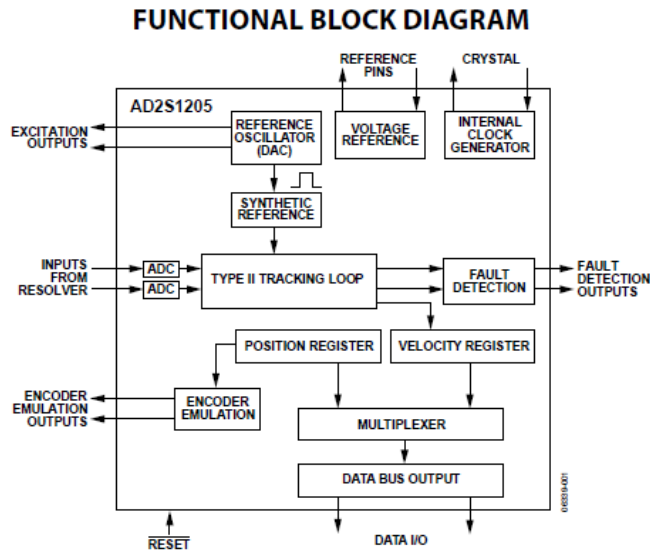 FUNCTIONAL BLOCK DIAGRAM
REFERENCE
PINS
CRYSTAL
AD2S1205
EXCITATION
OUTPUTS
REFERENCE
OSCILLATOR
(DAC)
VOLTAGE
REFERENCE
INTERNAL
CLOCK
GENERATOR
SYNTHETIC
REFERENCE
INPUTS
FROM
RESOLVER
ADC
ADC
TYPE II TRACKING LOOP
FAULT
DETECTION
FAULT
DETECTION
OUTPUTS
POSITION REGISTER
VELOCITY REGISTER
ENCODER
EMULATION
OUTPUTS
ENCODER
EMULATION
MULTIPLEXER
DATA BUS OUTPUT
06339-001
RESET
DATA I/O